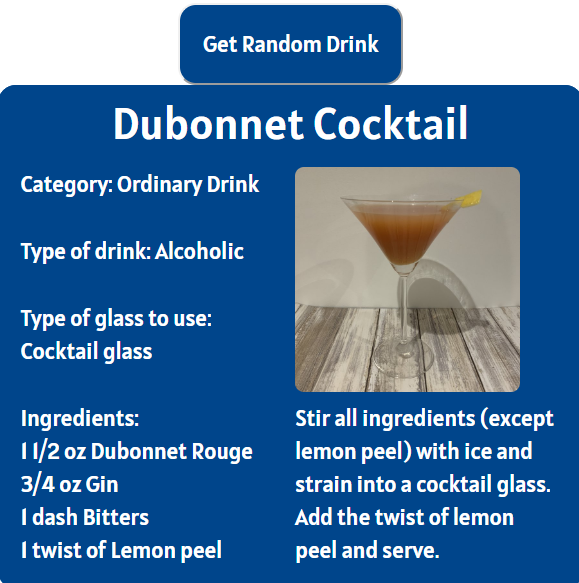 Get Random Drink
Dubonnet Cocktail
Category: Ordinary Drink
Type of drink: Alcoholic
Type of glass to use:
Cocktail glass
Ingredients:
1 1/2 oz Dubonnet Rouge
3/4 oz Gin
1 dash Bitters
1 twist of Lemon peel
Stir all ingredients (except
lemon peel) with ice and
strain into a cocktail glass.
Add the twist of lemon
peel and serve.